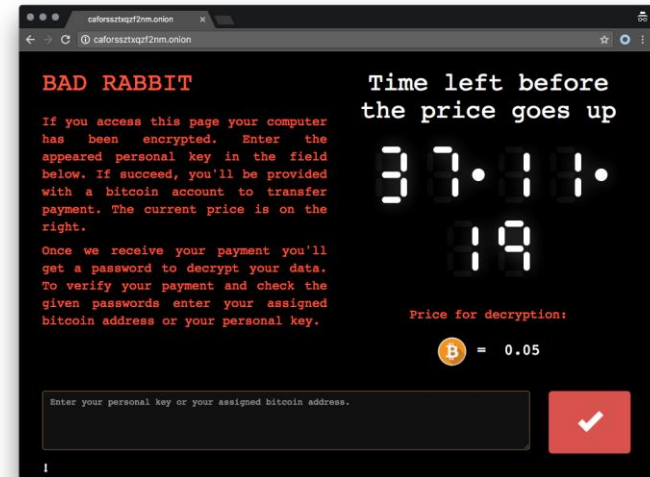 caforssztxqzf2nm.onion
caforssztxqzf2nm.onion
BAD RABBIT
If you access this page your computer
has been encrypted. Enter the
appeared personal key in the field
below. If succeed, you'll be provided
with a bitcoin account to transfer
payment. The current price is on the
right.
Once we receive your payment you'll
get a password to decrypt your data.
To verify your payment and check the
given passwords enter your assigned
bitcoin address or your personal key.
Time left before
the price goes up
37.11.
19
Price for decryption:
= 0.05
Enter your personal key or your assigned bitcoin address.